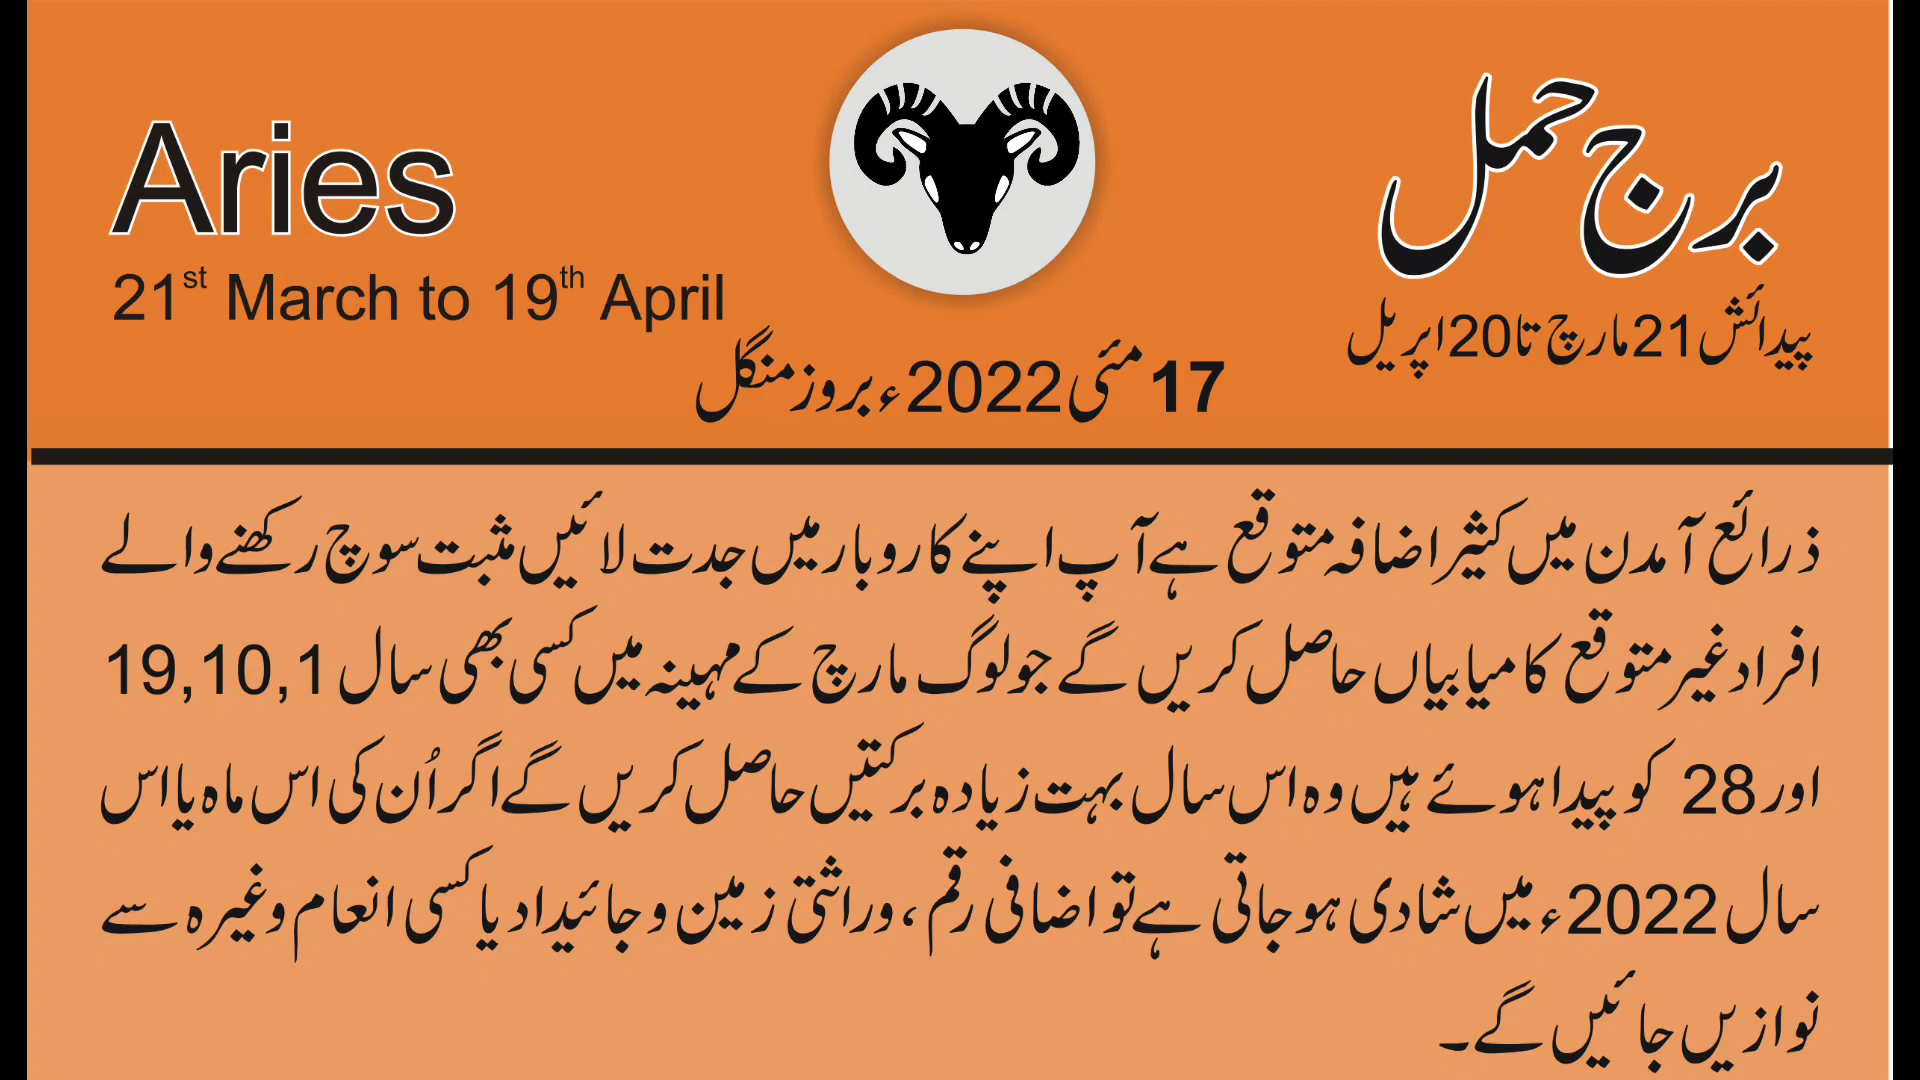 Aries
برج حمل
21st March to 19th April
پیدائش 21 مارچ تا 20 اپریل
17 مئی 2022ء بروز منگل
ذرائع آمدن میں کثیر اضافہ متوقع ہے آپ اپنے کاروبار میں جدت لائیں مثبت سوچ رکھنے والے
افراد غیر متوقع کامیابیاں حاصل کریں گے جو لوگ مارچ کے مہینہ میں کسی بھی سال 1,10,19
اور 28 کو پیدا ہوئے ہیں وہ اس سال بہت زیادہ برکتیں حاصل کریں گے اگر اُن کی اس ماہ یا اس
سال 2022ء میں شادی ہو جاتی ہے تو اضافی رقم، وراثتی زمین و جائیداد یا کسی انعام وغیرہ سے
نوازیں جائیں گے۔